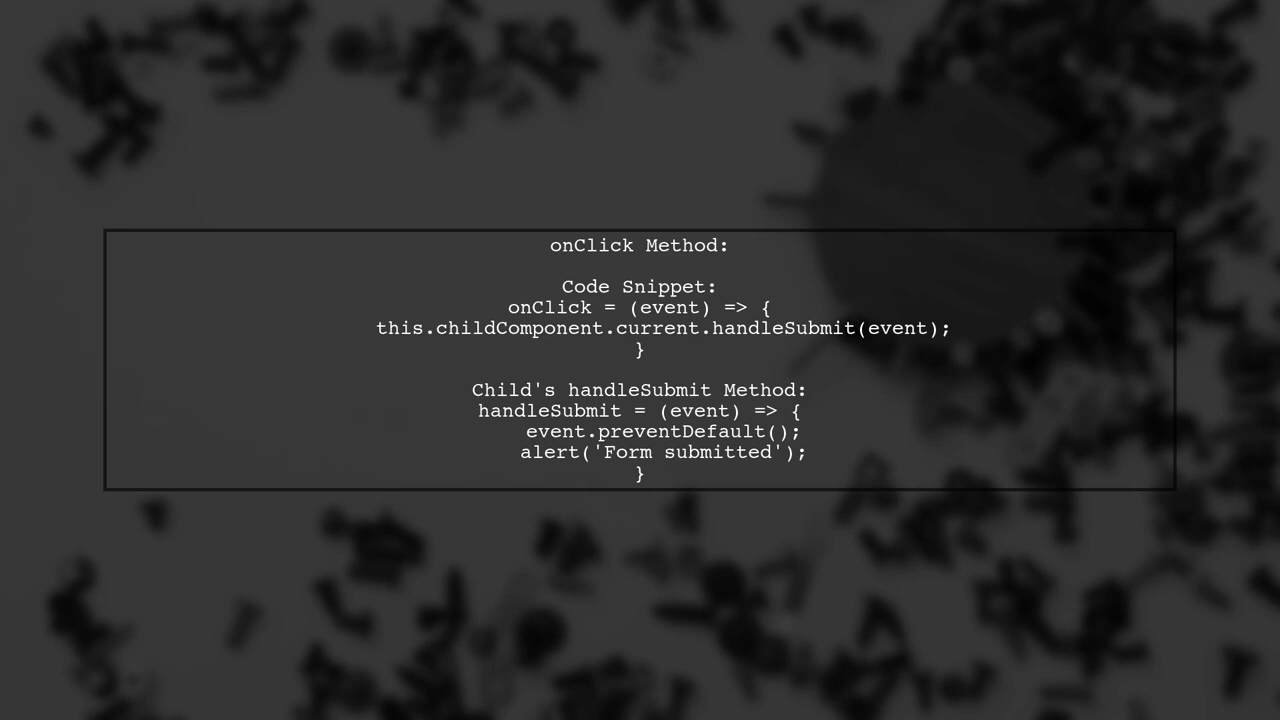 onClick Method:
Code Snippet:
onClick = (event) => {
this.childComponent.current.handleSubmit(event);
}
Child's handleSubmit Method:
handleSubmit = (event) => {
event.preventDefault();
alert('Form submitted');
}